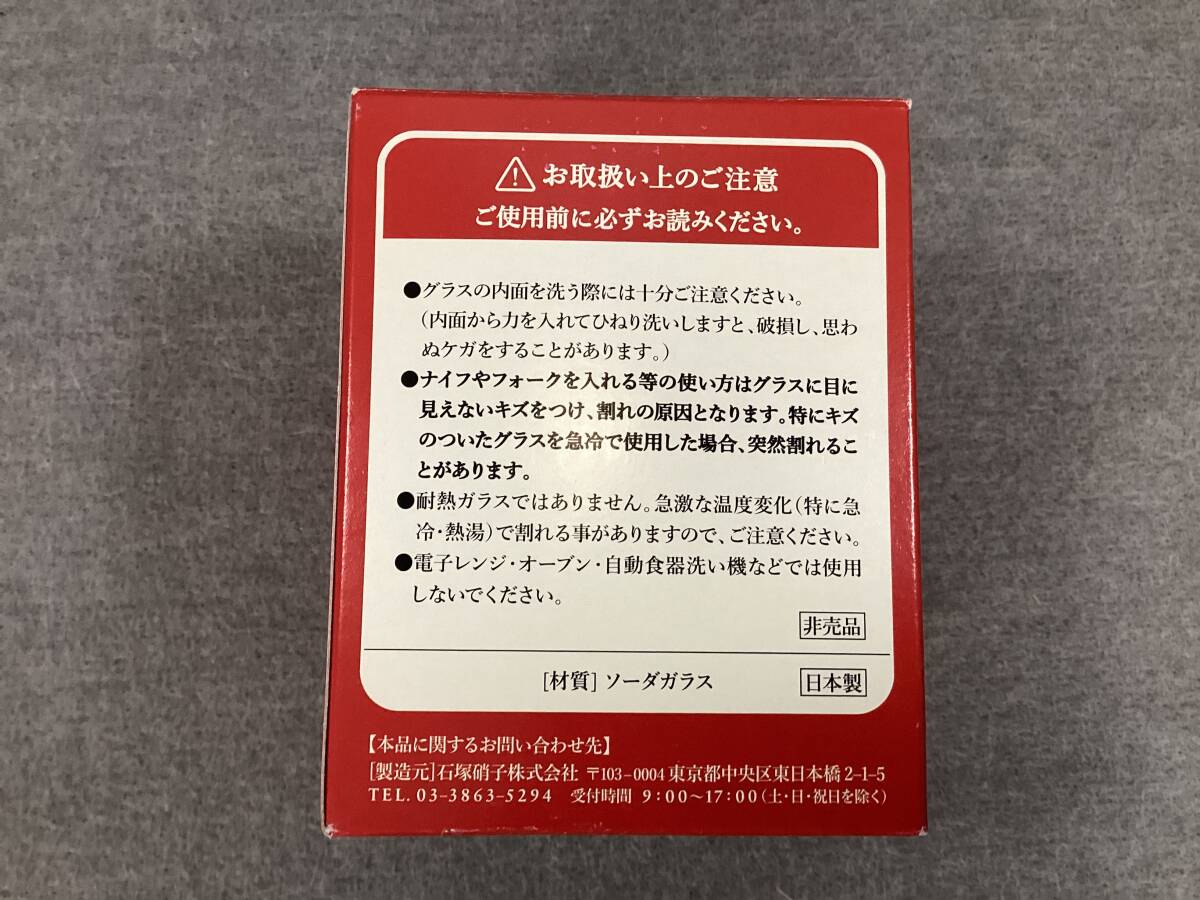 お取扱い上のご注意
ご使用前に必ずお読みください。
●グラスの内面を洗う際には十分ご注意ください。
(内面から力を入れてひねり洗いしますと、破損し、思わ
ぬケガをすることがあります。)
●ナイフやフォークを入れる等の使い方はグラスに目に
見えないキズをつけ、割れの原因となります。特にキズ
のついたグラスを急冷で使用した場合、突然割れるこ
とがあります。
●耐熱ガラスではありません。急激な温度変化(特に急
冷・熱湯)で割れる事がありますので、ご注意ください。
●電子レンジ・オーブン・自動食器洗い機などでは使用
しないでください。
非売品
[材質] ソーダガラス 日本製
【本品に関するお問い合わせ先】
[製造元]石塚硝子株式会社 〒103-0004 東京都中央区東日本橋2-1-5
TEL. 03-3863-5294 受付時間 9:00〜17:00(土・日・祝日を除く)